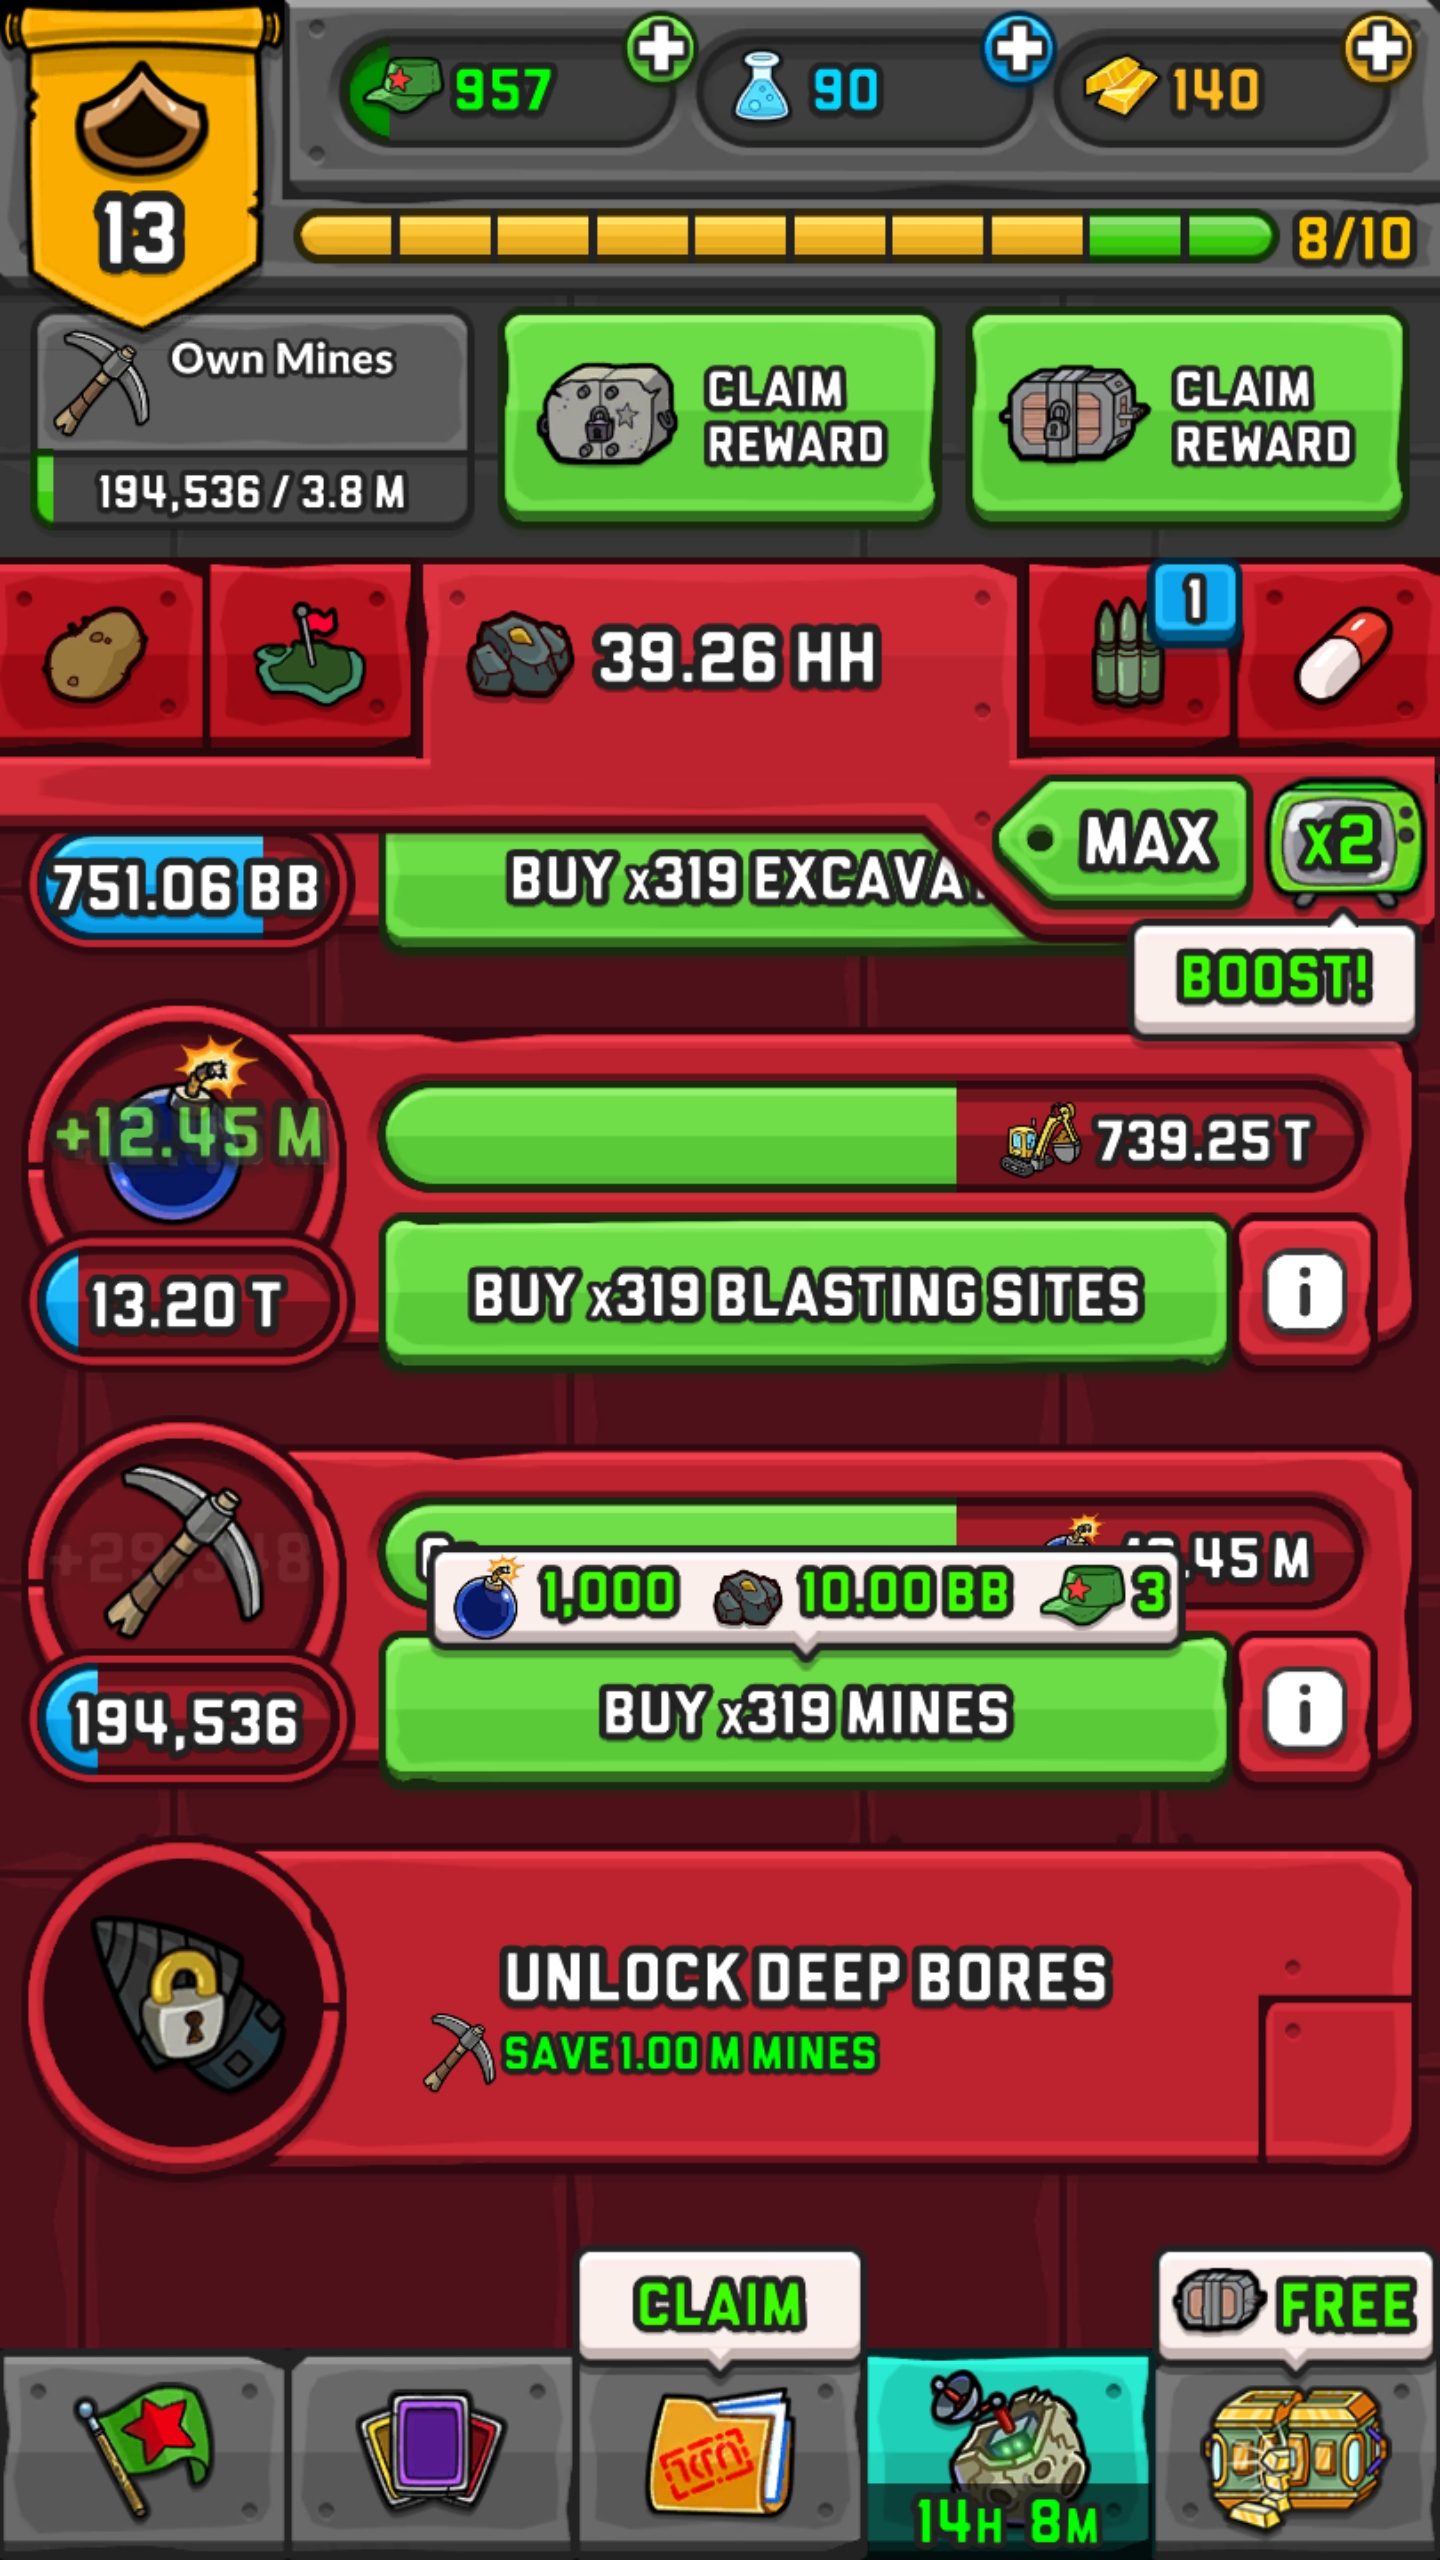 957
90
140
13
8/10
Own Mines
194,536 / 3.8 M
CLAIM
REWARD
CLAIM
REWARD
39.26 HH
1
MAX
x2
751.06 BB
BUY x319
BOOST!
+12.45 M
739.25 T
13.20 T
BUY x319 BLASTING SITES
.45 M
1,000
10.00 BB
3
194,536
BUY x319 MINES
UNLOCK DEEP BORES
SAVE 1.00 M MINES
CLAIM
FREE
14H 8M